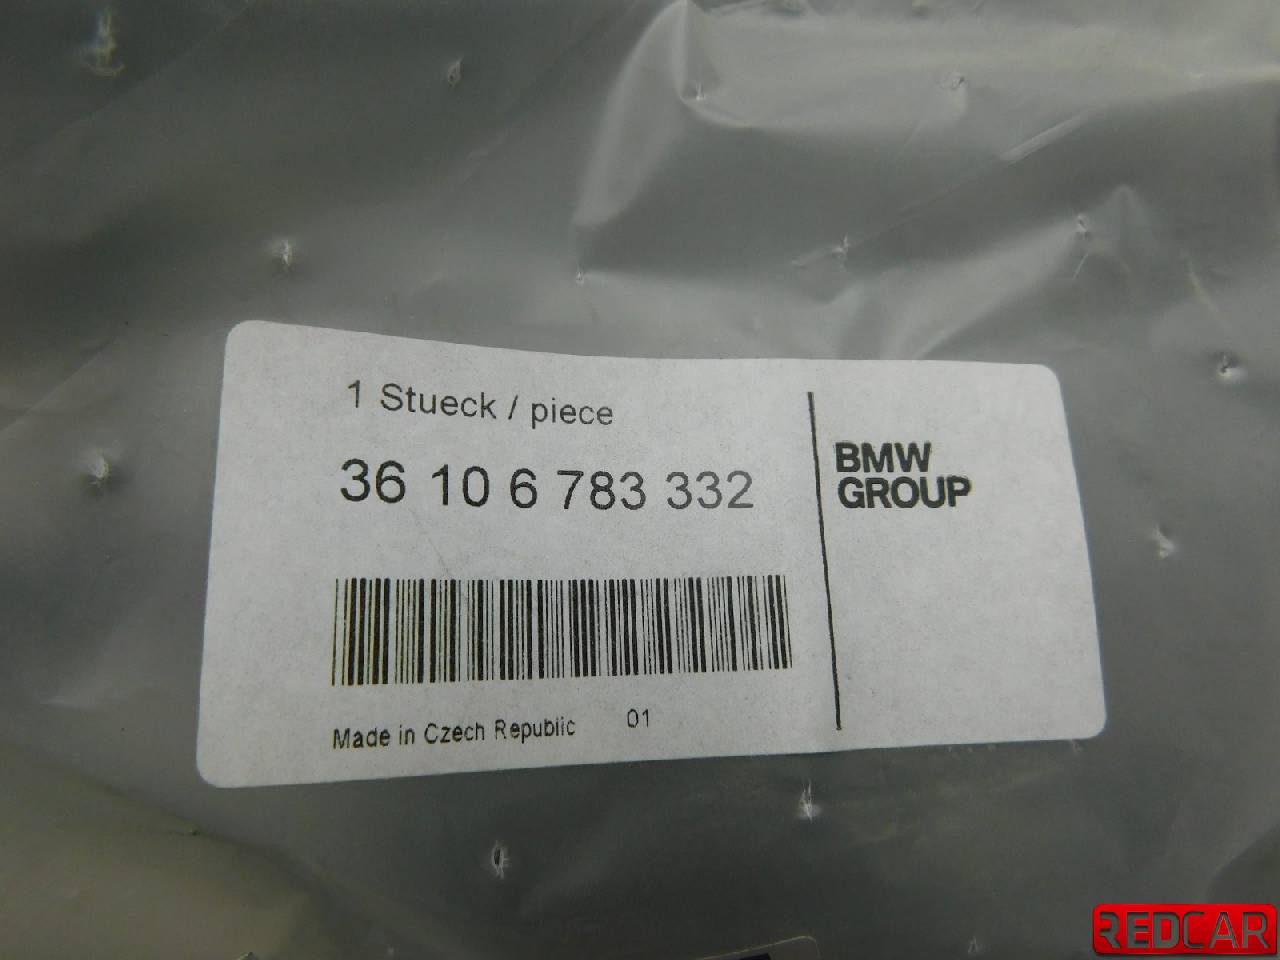 1 Stueck / piece
36 10 6 783 332
BMW
GROUP
Made in Czech Republic 01
REDCAR